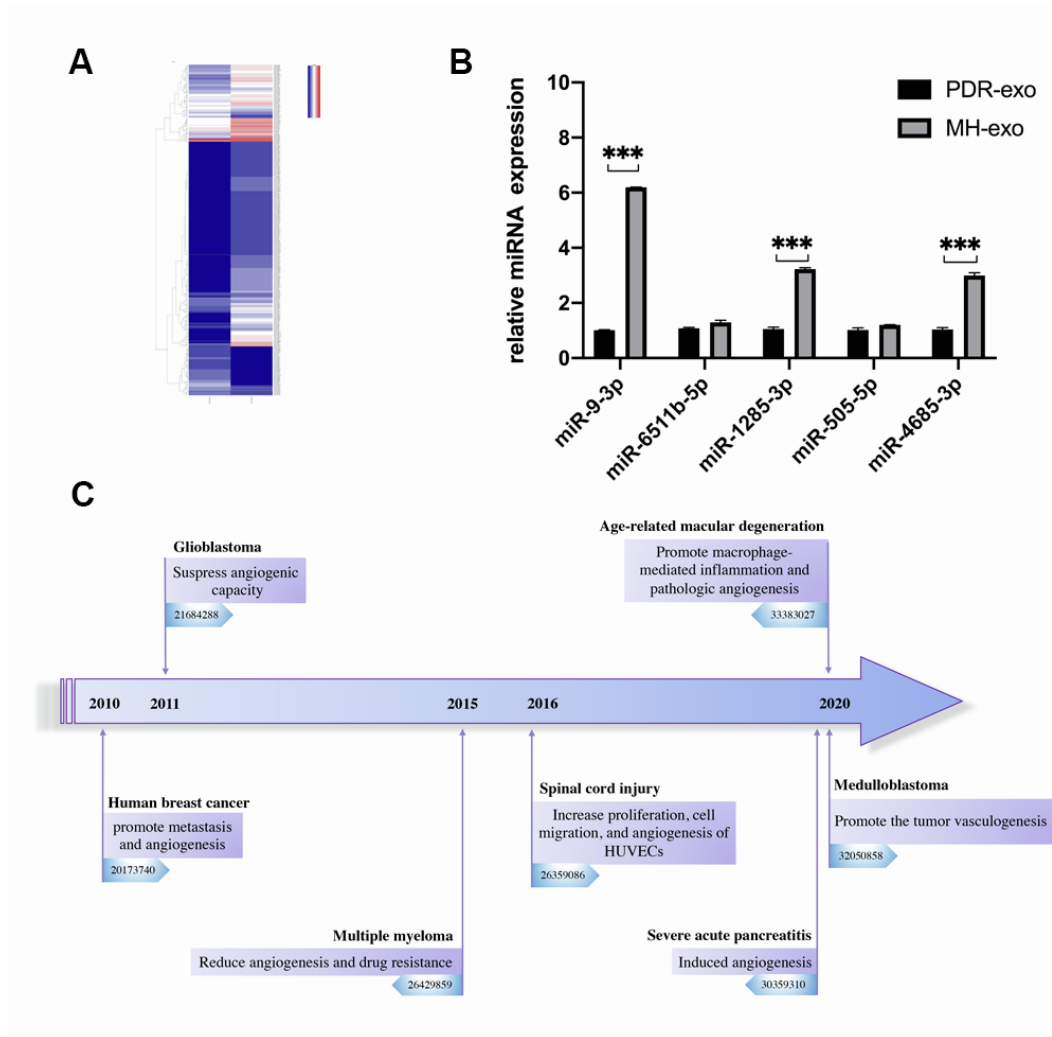 A
B
10
8
6
4
2
0
relative miRNA expression
PDR-exo
MH-exo
***
***
***
miR-9-3p
miR-6511b-5p
miR-1285-3p
miR-505-5p
miR-4685-3p
C
Glioblastoma
Suspress angiogenic
capacity
21684288
Age-related macular degeneration
Promote macrophage-
mediated inflammation and
pathologic angiogenesis
33383027
2010
2011
2015
2016
2020
Human breast cancer
promote metastasis
and angiogenesis
20173740
Spinal cord injury
Increase proliferation, cell
migration, and angiogenesis of
HUVECs
26359086
Medulloblastoma
Promote the tumor vasculogenesis
32050858
Multiple myeloma
Reduce angiogenesis and drug resistance
26429859
Severe acute pancreatitis
Induced angiogenesis
30359310